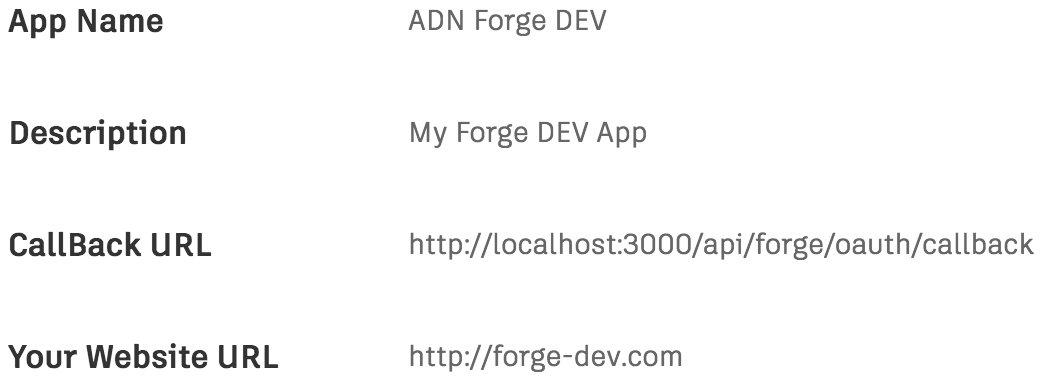 App Name ADN Forge DEV
Description My Forge DEV App
CallBack URL http://localhost:3000/api/forge/oauth/callback
Your Website URL http://forge-dev.com